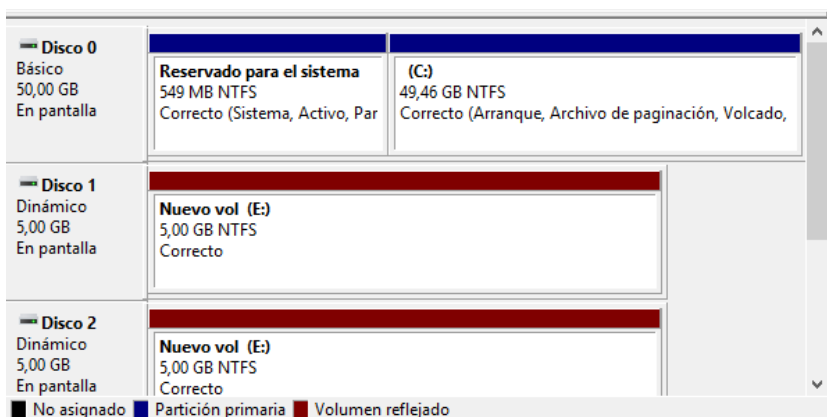 Disco 0
Básico
50,00 GB
En pantalla
Reservado para el sistema
549 MB NTFS
Correcto (Sistema, Activo, Par
(C:)
49,46 GB NTFS
Correcto (Arranque, Archivo de paginación, Volcado,
Disco 1
Dinámico
5,00 GB
En pantalla
Nuevo vol (E:)
5,00 GB NTFS
Correcto
Disco 2
Dinámico
5,00 GB
En pantalla
Nuevo vol (E:)
5,00 GB NTFS
Correcto
No asignado Partición primaria Volumen reflejado